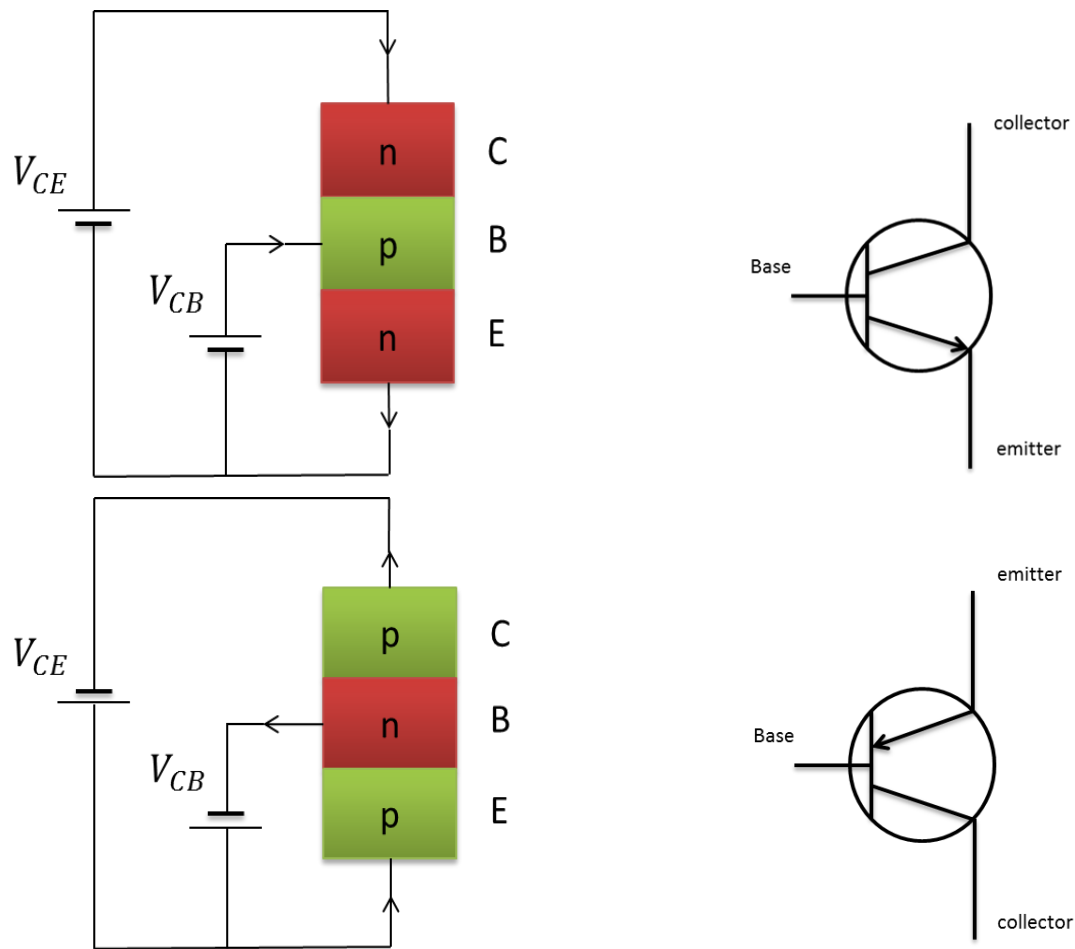 collector
n
C
V_CE
Base
p
B
V_CB
n
E
emitter
emitter
p
C
V_CE
Base
n
B
V_CB
p
E
collector